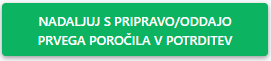 NADALJUJ S PRIPRAVO/ODDAJO
PRVEGA POROČILA V POTRDITEV